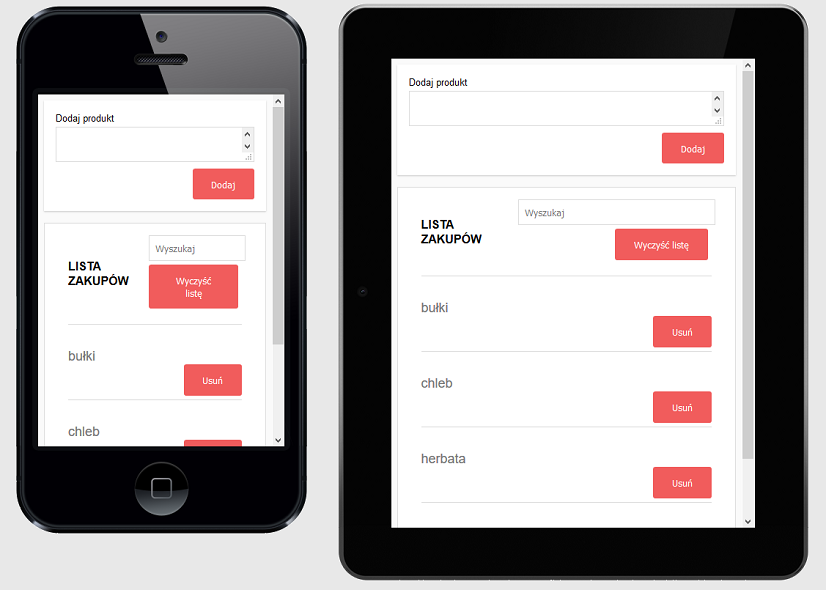 Dodaj produkt
Dodaj
LISTA
ZAKUPÓW
Wyszukaj
Wyczyść
listę
bułki
Usuń
chleb
Dodaj produkt
Dodaj
LISTA
ZAKUPÓW
Wyszukaj
Wyczyść listę
bułki
Usuń
chleb
Usuń
herbata
Usuń